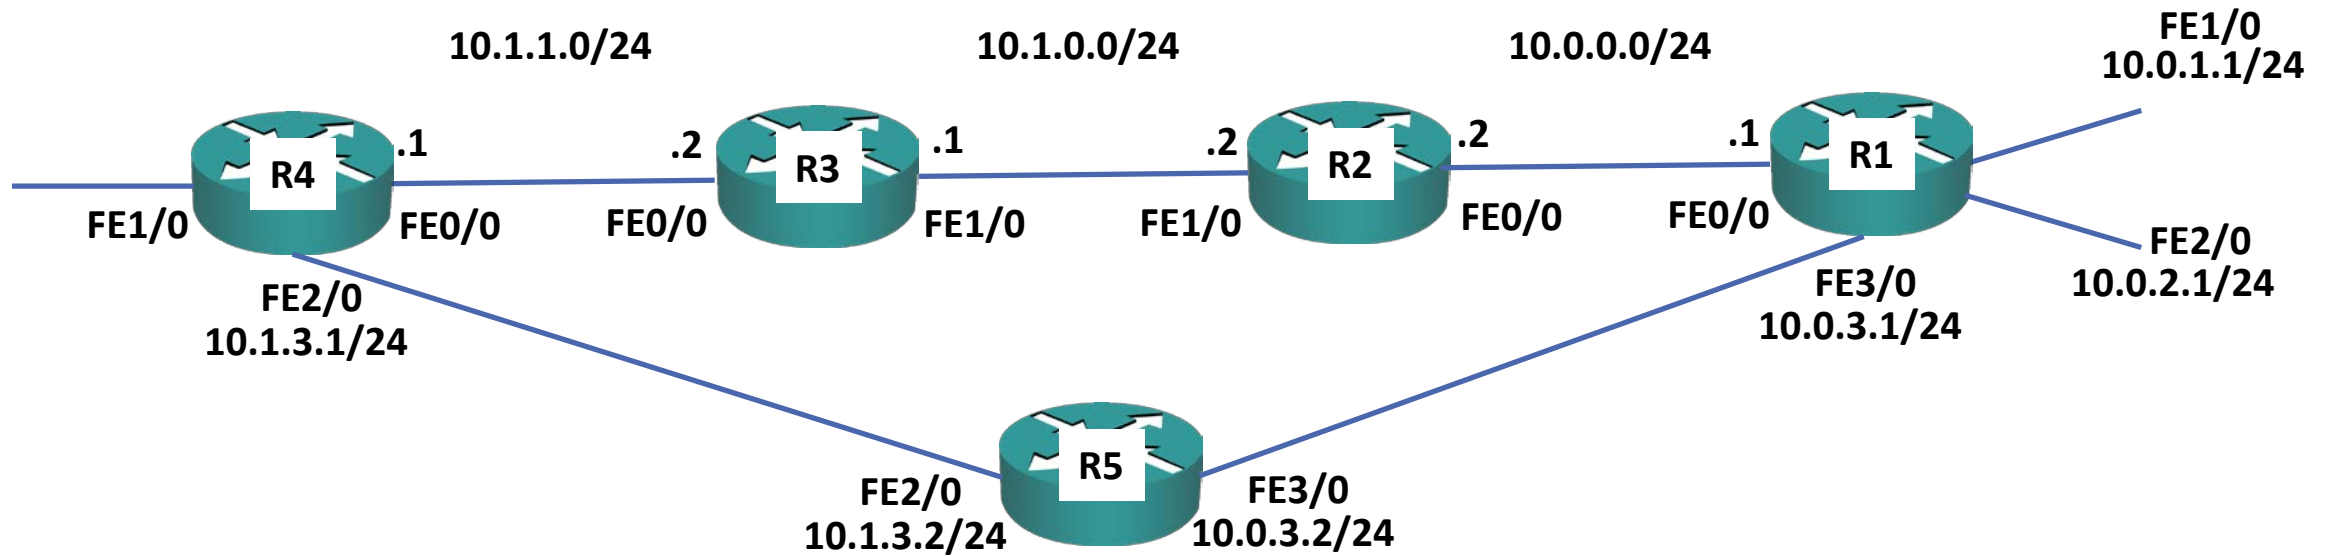 10.1.1.0/24
10.1.0.0/24
10.0.0.0/24
FE1/0
10.0.1.1/24
R4
.1
.2
R3
.1
.2
R2
.2
.1
R1
FE1/0
FE0/0
FE0/0
FE1/0
FE1/0
FE0/0
FE0/0
FE2/0
10.0.2.1/24
FE2/0
10.1.3.1/24
FE3/0
10.0.3.1/24
R5
FE2/0
10.1.3.2/24
FE3/0
10.0.3.2/24